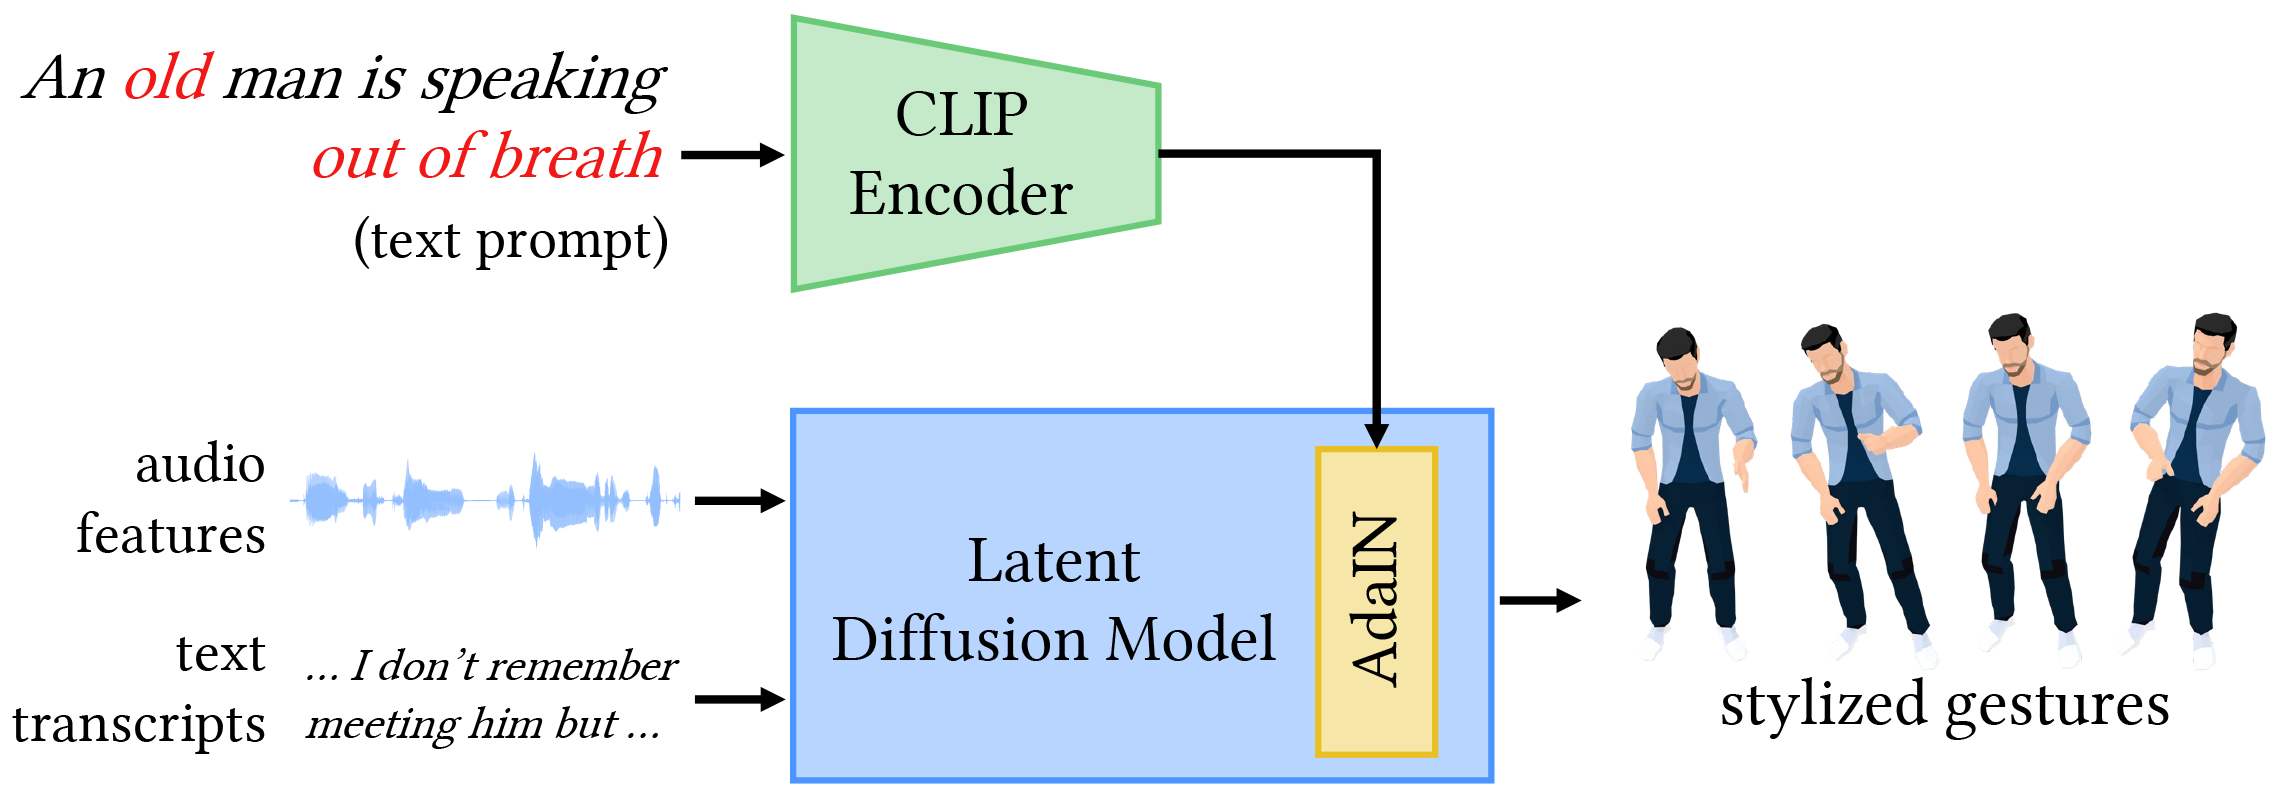 An old man is speaking
out of breath
(text prompt)
CLIP
Encoder
audio
features
text
transcripts
... I don't remember
meeting him but ...
Latent
Diffusion Model
AdaIN
stylized gestures